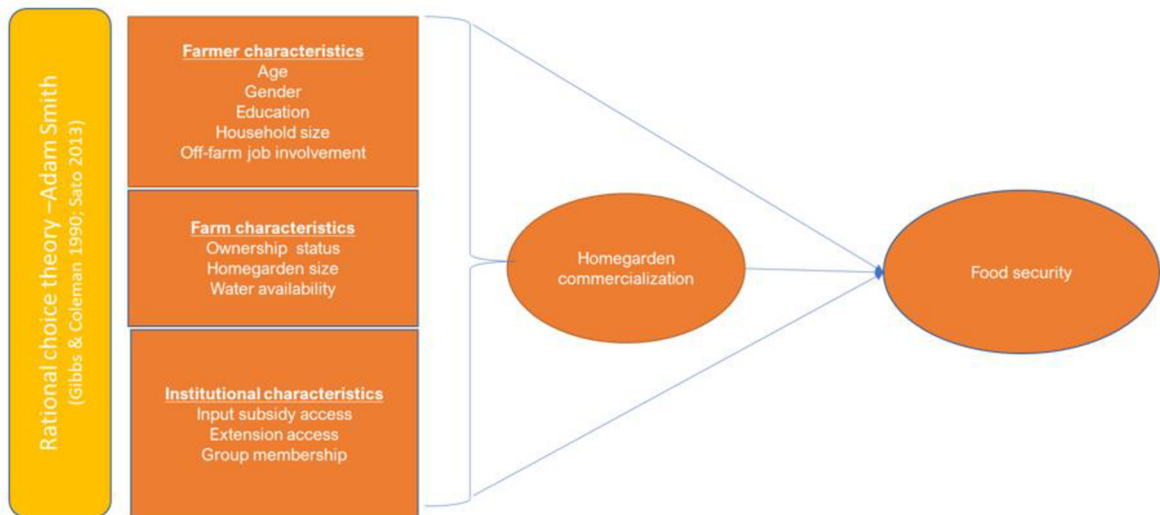 Rational choice theory –Adam Smith
(Gibbs & Coleman 1990; Sato 2013)
Farmer characteristics
Age
Gender
Education
Household size
Off-farm job involvement
Farm characteristics
Ownership status
Homegarden size
Water availability
Institutional characteristics
Input subsidy access
Extension access
Group membership
Homegarden
commercialization
Food security